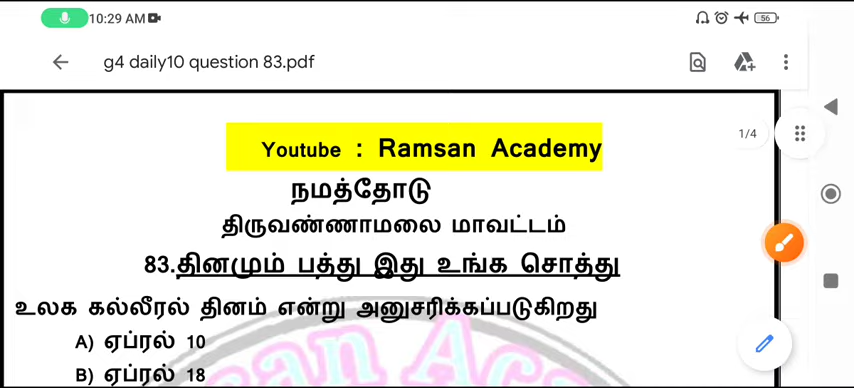 10:29 AM
56
g4 daily10 question 83.pdf
1/4
Youtube : Ramsan Academy
நமத்தோடு
திருவண்ணாமலை மாவட்டம்
83.தினமும் பத்து இது உங்க சொத்து
உலக கல்லீரல் தினம் என்று அனுசரிக்கப்படுகிறது
A) ஏப்ரல் 10
B) ஏப்ரல் 18